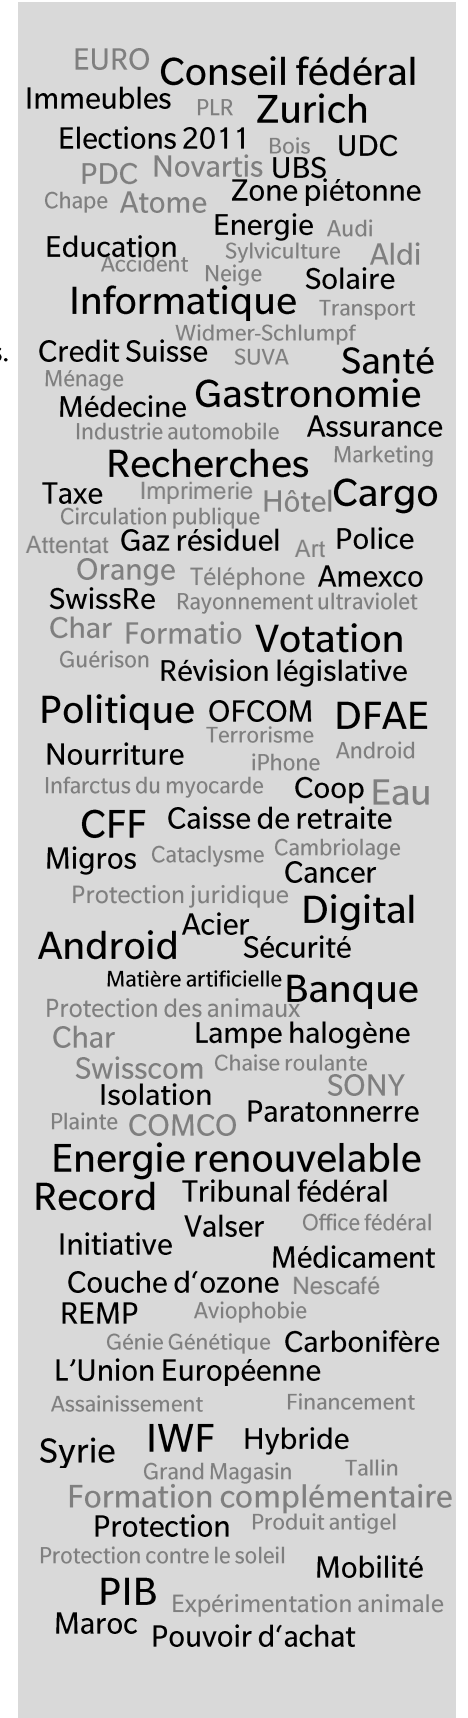 EURO Conseil fédéral
Immeubles PLR Zurich
Elections 2011 Bois UDC
PDC Novartis UBS
Chape Atome Zone piétonne
Energie Audi
Education Sylviculture Aldi
Accident Neige Solaire
Informatique Transport
Widmer-Schlumpf
s. Credit Suisse SUVA Santé
Ménage Gastronomie
Médecine Assurance
Industrie automobile
Recherches Marketing
Taxe Imprimerie Hôtel Cargo
Circulation publique
Attentat Gaz résiduel Art Police
Orange Téléphone Amexco
SwissRe Rayonnement ultraviolet
Char Formatio Votation
Guérison Révision législative
Politique OFCOM DFAE
Terrorisme
Nourriture iPhone Android
Infarctus du myocarde Coop Eau
CFF Caisse de retraite
Migros Cataclysme Cambriolage
Cancer
Protection juridique Digital
Acier
Android Sécurité
Matière artificielle Banque
Protection des animaux
Char Lampe halogène
Swisscom Chaise roulante
Isolation SONY
Plainte COMCO Paratonnerre
Energie renouvelable
Record Tribunal fédéral
Valser Office fédéral
Initiative Médicament
Couche d‘ozone Nescafé
REMP Aviophobie
Génie Génétique Carbonifère
L’Union Européenne
Assainissement Financement
Syrie IWF Hybride
Grand Magasin Tallin
Formation complémentaire
Protection Produit antigel
Protection contre le soleil Mobilité
PIB Expérimentation animale
Maroc Pouvoir d‘achat